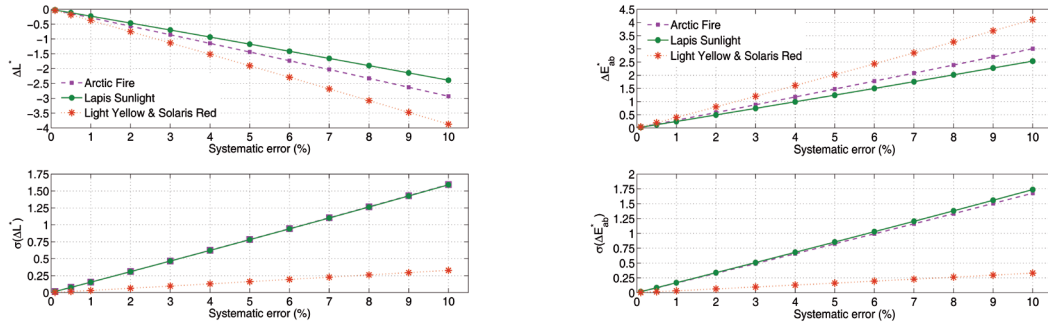 0
−0.5
−1
−1.5
−2
−2.5
−3
−3.5
−4
ΔL*
Arctic Fire
Lapis Sunlight
Light Yellow & Solaris Red
0 1 2 3 4 5 6 7 8 9 10
Systematic error (%)
4.5
4
3.5
3
2.5
2
1.5
1
0.5
0
ΔE*ab
Arctic Fire
Lapis Sunlight
Light Yellow & Solaris Red
0 1 2 3 4 5 6 7 8 9 10
Systematic error (%)
1.75
1.50
1.25
1
0.75
0.50
0.25
0
σ(ΔL*)
0 1 2 3 4 5 6 7 8 9 10
Systematic error (%)
2
1.75
1.50
1.25
1
0.75
0.50
0.25
0
σ(ΔE*ab)
0 1 2 3 4 5 6 7 8 9 10
Systematic error (%)